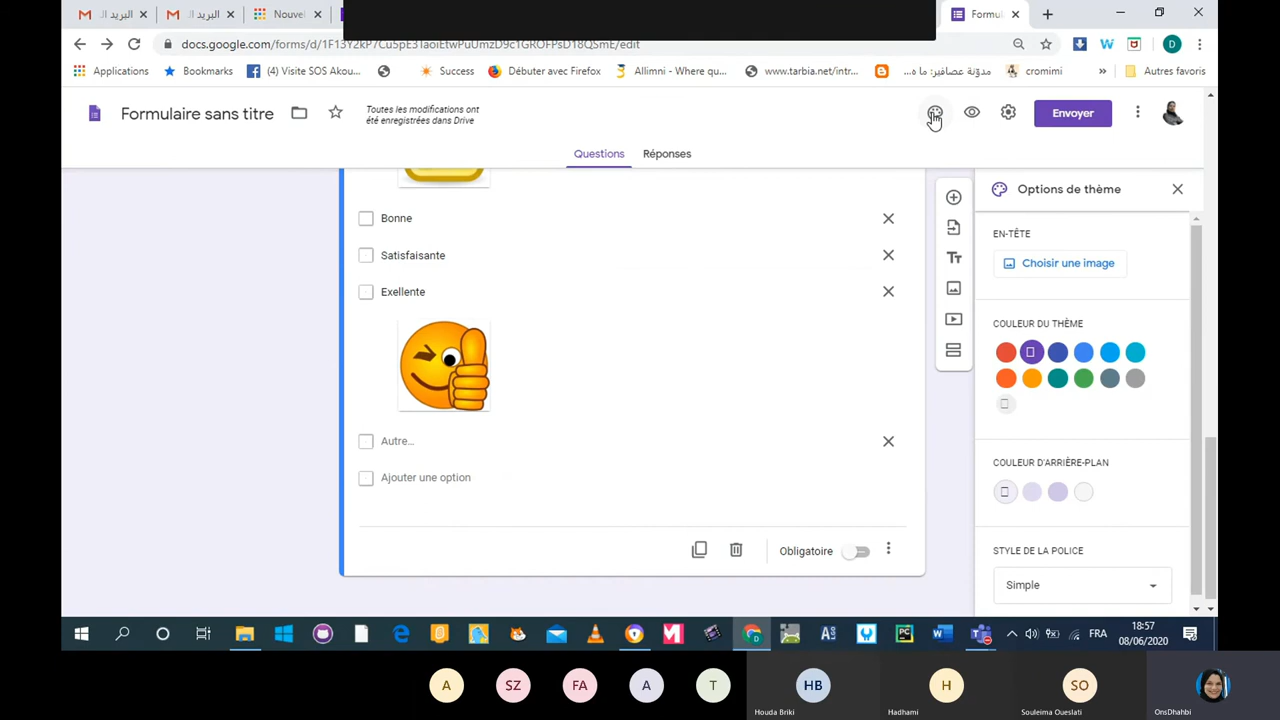 البريد ال
البريد ال
Nouvel
Formul
docs.google.com/forms/d/1F13Y2kP7Cu5pE3TaoiEtwPuUmzD9c1GROFPsD18QSmE/edit
Applications
Bookmarks
(4) Visite SOS Akou...
Success
Débuter avec Firefox
Allimni - Where qu...
www.tarbia.net/intr...
مدوّنة عصافير: ما ه...
cromimi
»
Autres favoris
Formulaire sans titre
Toutes les modifications ont
été enregistrées dans Drive
Envoyer
Questions
Réponses
Options de thème
EN-TÊTE
Choisir une image
COULEUR DU THÈME
COULEUR D'ARRIÈRE-PLAN
STYLE DE LA POLICE
Simple
Bonne
Satisfaisante
Exellente
Autre...
Ajouter une option
Obligatoire
FRA
18:57
08/06/2020
A
SZ
FA
A
T
HB
H
SO
Houda Briki
Hadhami
Souleima Oueslati
OnsDhahbi